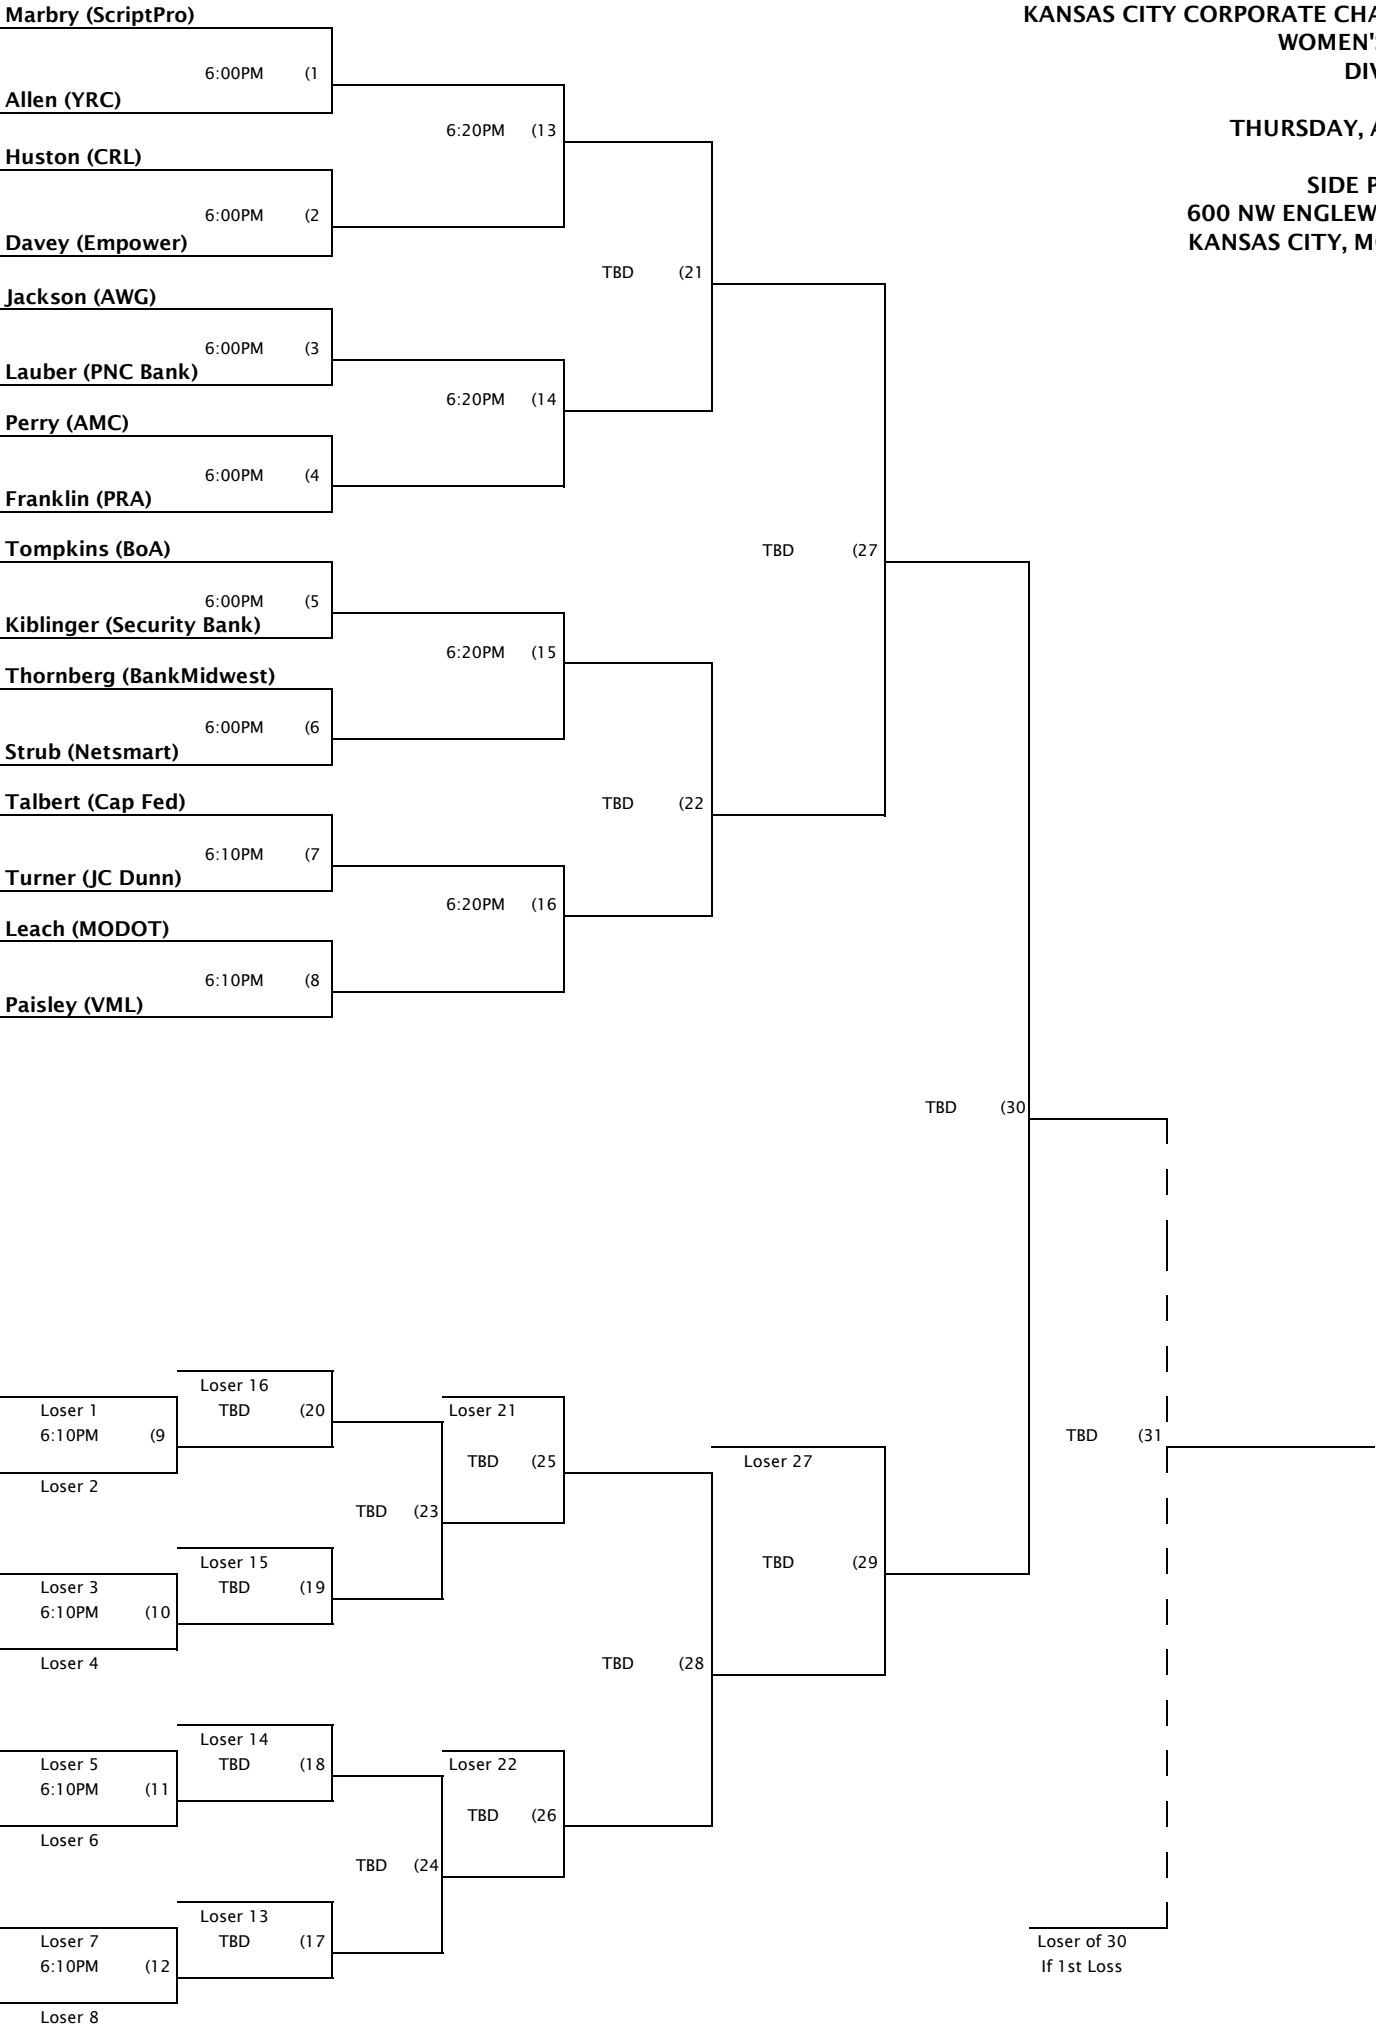 Marbry (ScriptPro)
KANSAS CITY CORPORATE CHA
WOMEN'S
DIV
6:00PM (1
Allen (YRC)
6:20PM (13
THURSDAY, A
Huston (CRL)
SIDE P
6:00PM (2
600 NW ENGLEW
Davey (Empower)
KANSAS CITY, MO
TBD (21
Jackson (AWG)
6:00PM (3
Lauber (PNC Bank)
6:20PM (14
Perry (AMC)
6:00PM (4
Franklin (PRA)
Tompkins (BoA)
TBD (27
6:00PM (5
Kiblinger (Security Bank)
6:20PM (15
Thornberg (BankMidwest)
6:00PM (6
Strub (Netsmart)
Talbert (Cap Fed)
TBD (22
6:10PM (7
Turner (JC Dunn)
6:20PM (16
Leach (MODOT)
6:10PM (8
Paisley (VML)
TBD (30
Loser 16
Loser 1
TBD (20
Loser 21
6:10PM (9
TBD (31
TBD (25
Loser 27
Loser 2
TBD (23
Loser 15
TBD (29
Loser 3
TBD (19
6:10PM (10
Loser 4
TBD (28
Loser 14
Loser 5
TBD (18
Loser 22
6:10PM (11
TBD (26
Loser 6
TBD (24
Loser 13
Loser 7
TBD (17
Loser of 30
6:10PM (12
If 1st Loss
Loser 8